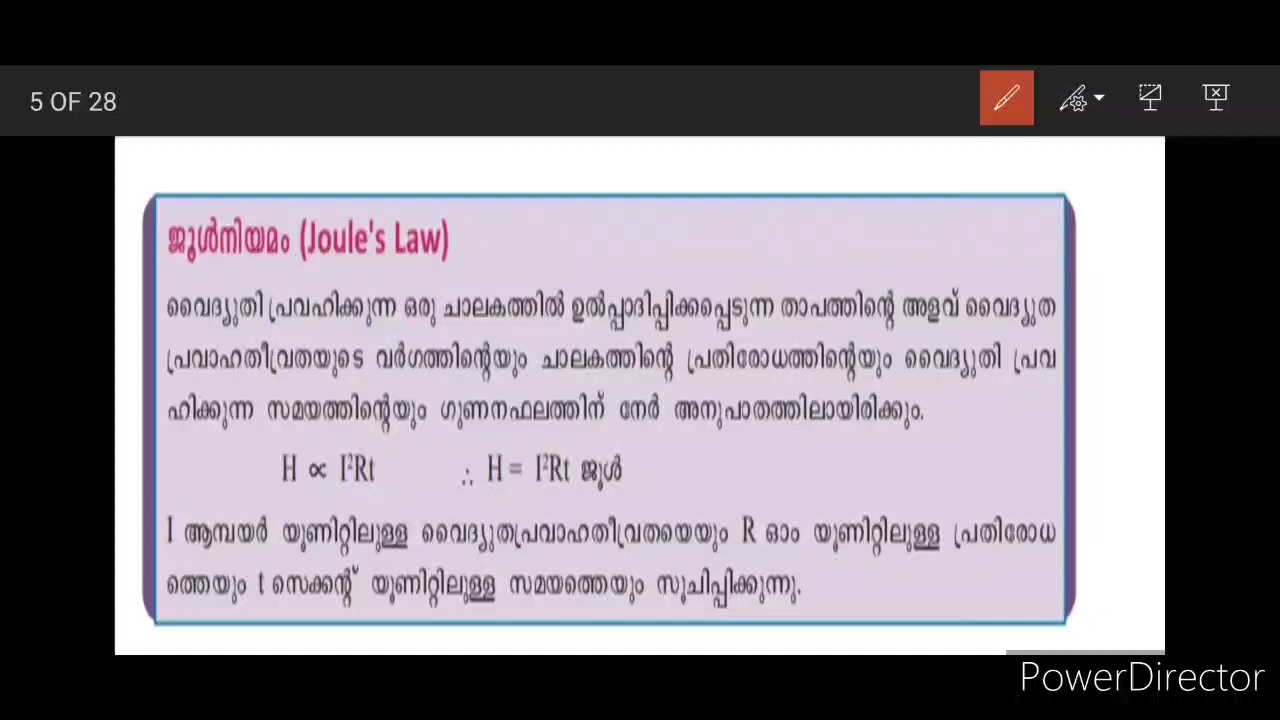 5 OF 28
ജൂൾനിയമം (Joule's Law)
വൈദ്യുതി പ്രവഹിക്കുന്ന ഒരു ചാലകത്തിൽ ഉൽപ്പാദിപ്പിക്കപ്പെടുന്ന താപത്തിന്റെ അളവ് വൈദ്യുത
പ്രവാഹതീവ്രതയുടെ വർഗത്തിന്റെയും ചാലകത്തിന്റെ പ്രതിരോധത്തിന്റെയും വൈദ്യുതി പ്രവ
ഹിക്കുന്ന സമയത്തിന്റെയും ഗുണനഫലത്തിന് നേർ അനുപാതത്തിലായിരിക്കും.
H ∝ I²Rt ∴ H = I²Rt ജൂൾ
I ആമ്പയർ യൂണിറ്റിലുള്ള വൈദ്യുതപ്രവാഹതീവ്രതയെയും R ഓം യൂണിറ്റിലുള്ള പ്രതിരോധ
ത്തെയും t സെക്കന്റ് യൂണിറ്റിലുള്ള സമയത്തെയും സൂചിപ്പിക്കുന്നു.
PowerDirector